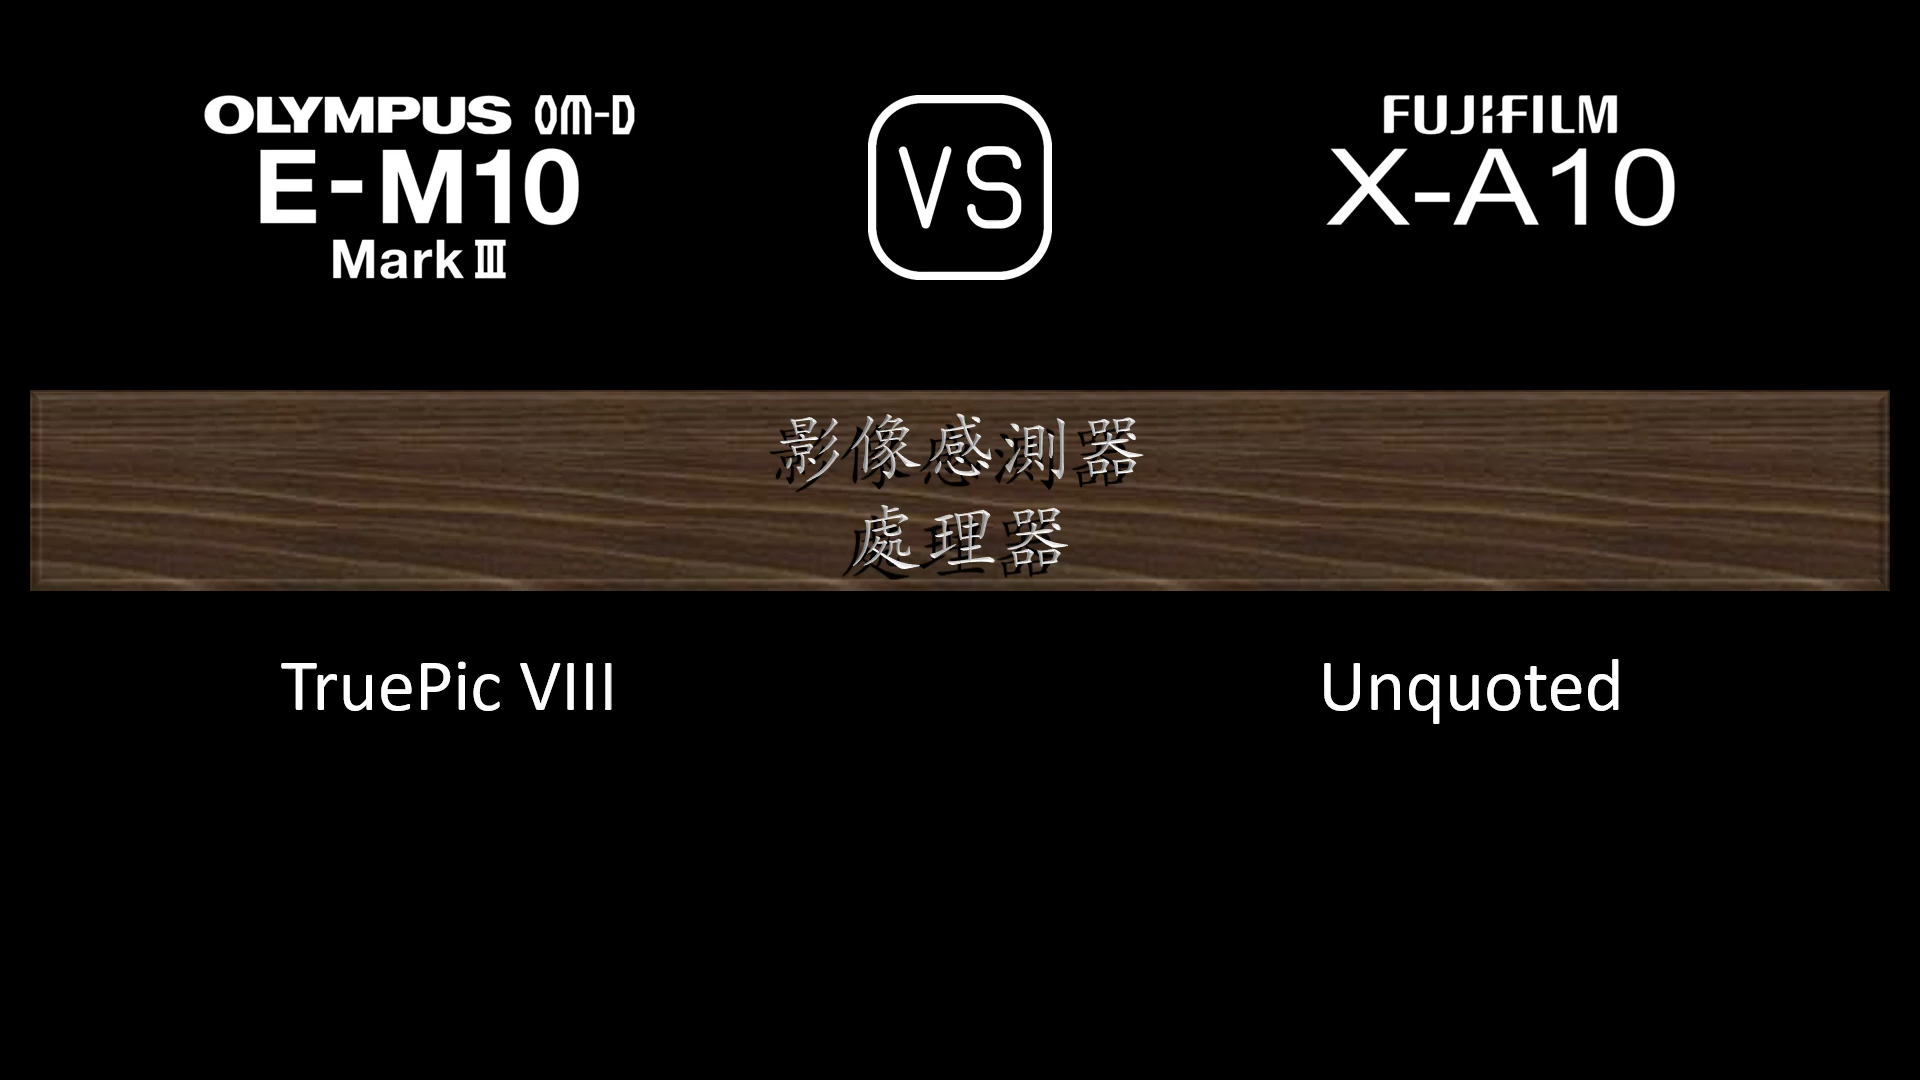 OLYMPUS OM-D
E-M10
Mark III
VS
FUJIFILM
X-A10
影像感測器
處理器
TruePic VIII
Unquoted